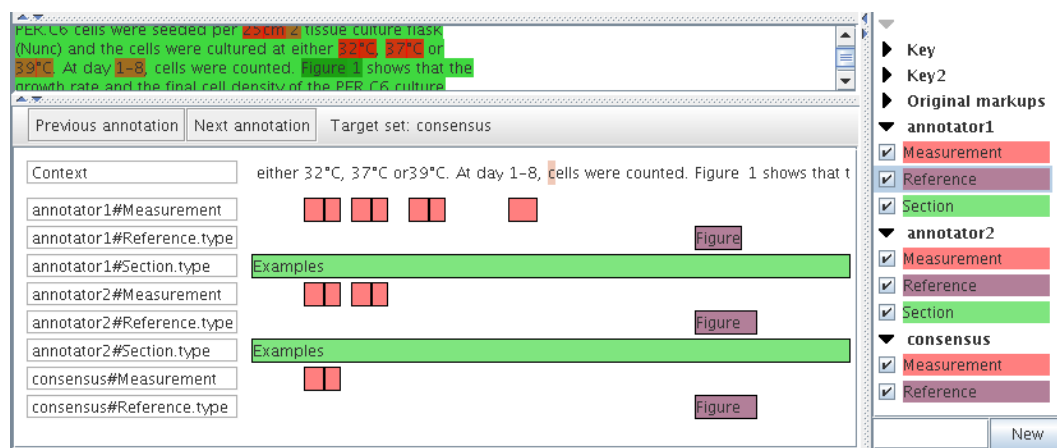 PER.C6 cells were seeded per 25cm 2 tissue culture flask
(Nunc) and the cells were cultured at either 32°C, 37°C or
39°C. At day 1–8, cells were counted. Figure 1 shows that the
growth rate and the final cell density of the PER.C6 culture
Previous annotation Next annotation Target set: consensus
Context either 32°C, 37°C or39°C. At day 1–8, cells were counted. Figure 1 shows that t
annotator1#Measurement
annotator1#Reference.type Figure
annotator1#Section.type Examples
annotator2#Measurement
annotator2#Reference.type Figure
annotator2#Section.type Examples
consensus#Measurement
consensus#Reference.type Figure
Key
Key2
Original markups
annotator1
Measurement
Reference
Section
annotator2
Measurement
Reference
Section
consensus
Measurement
Reference
New